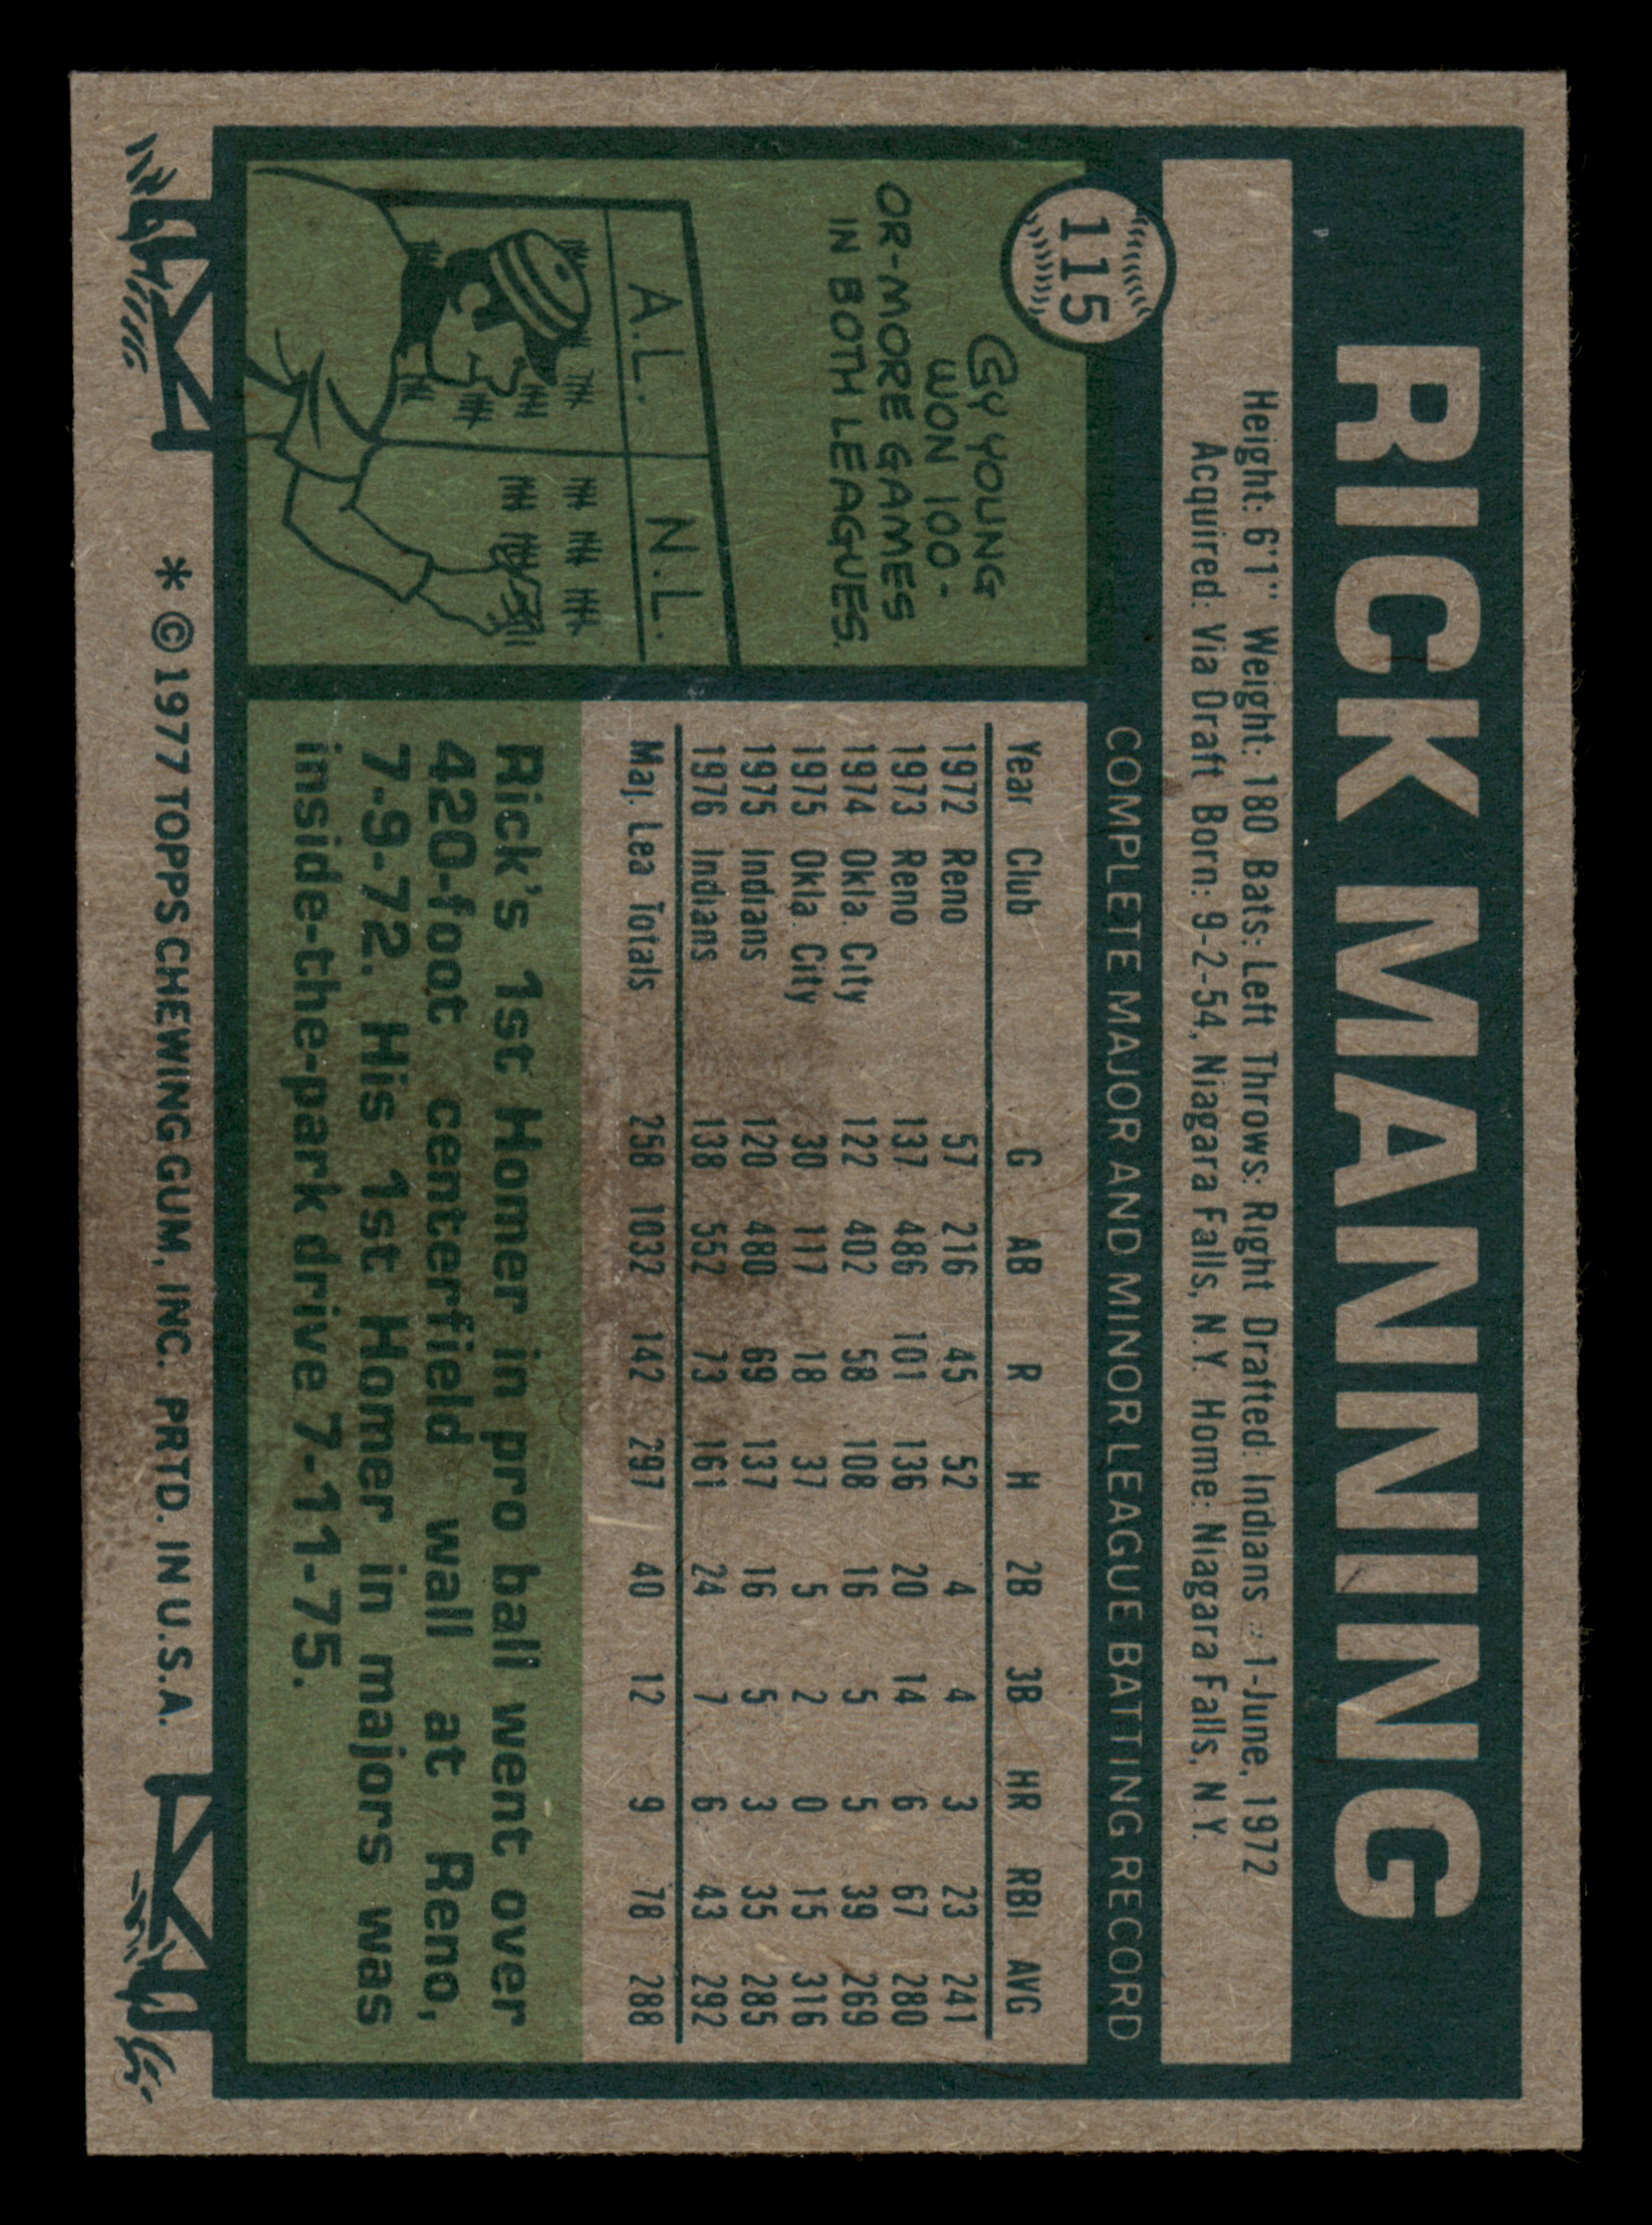 115
RICK MANNING
Height: 6'1" Weight: 180 Bats: Left Throws: Right Drafted: Indians #1-June, 1972
Acquired: Via Draft Born: 9-2-54, Niagara Falls, N.Y. Home: Niagara Falls, N.Y.
COMPLETE MAJOR AND MINOR LEAGUE BATTING RECORD
CY YOUNG
WON 100-
OR-MORE GAMES
IN BOTH LEAGUES.
A.L. N.L.
Year Club G AB R H 2B 3B HR RBI AVG
1972 Reno 57 216 45 52 4 4 3 23 241
1973 Reno 137 486 101 136 20 14 6 67 280
1974 Okla. City 122 402 58 108 16 5 5 39 269
1975 Okla. City 30 117 18 37 5 2 0 15 316
1975 Indians 120 480 69 137 16 5 3 35 285
1976 Indians 138 552 73 161 24 7 6 43 292
Maj. Lea Totals 258 1032 142 297 40 12 9 78 288
Rick's 1st Homer in pro ball went over
420-foot centerfield wall at Reno,
7-9-72. His 1st Homer in majors was
inside-the-park drive 7-11-75.
* © 1977 TOPPS CHEWING GUM, INC. PRTD. IN U.S.A.